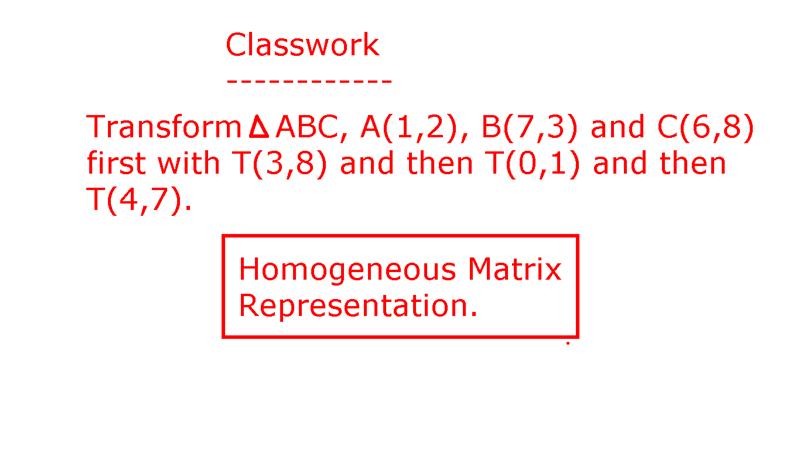 Classwork
------------
Transform Δ ABC, A(1,2), B(7,3) and C(6,8)
first with T(3,8) and then T(0,1) and then
T(4,7).
Homogeneous Matrix
Representation.